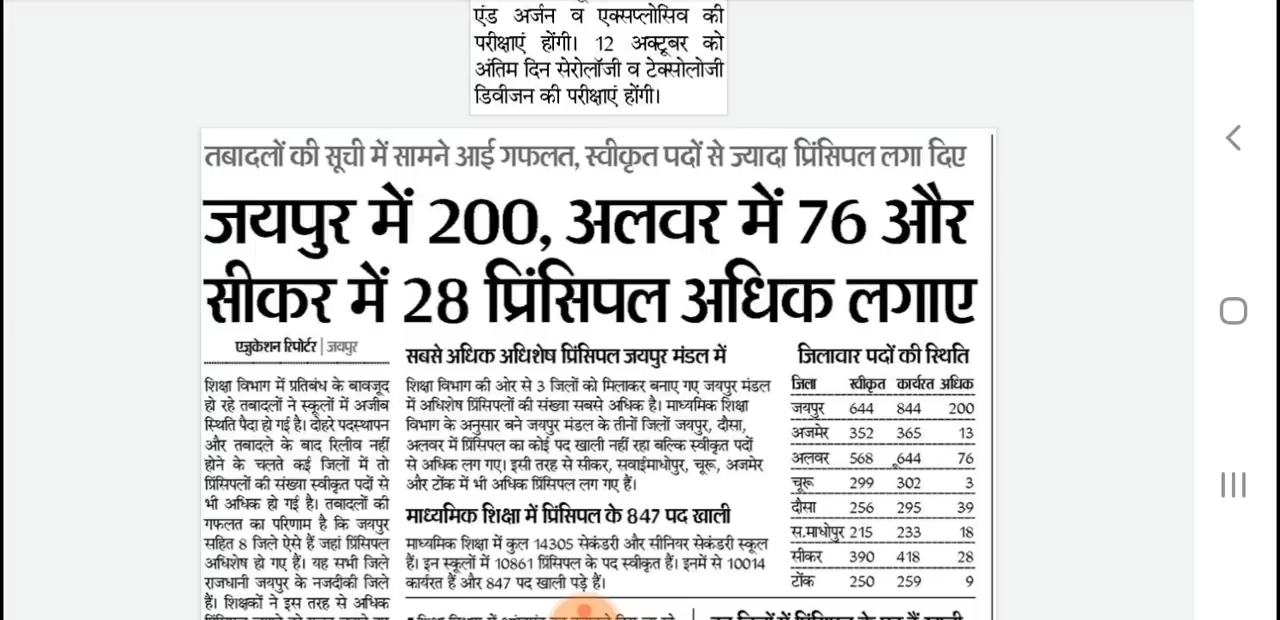 एंड अर्जन व एक्सप्लोसिव की
परीक्षाएं होंगी। 12 अक्टूबर को
अंतिम दिन सेरोलॉजी व टेक्सोलोजी
डिवीजन की परीक्षाएं होंगी।
तबादलों की सूची में सामने आई गफलत, स्वीकृत पदों से ज्यादा प्रिंसिपल लगा दिए
जयपुर में 200, अलवर में 76 और
सीकर में 28 प्रिंसिपल अधिक लगाए
एजुकेशन रिपोर्टर | जयपुर
शिक्षा विभाग में प्रतिबंध के बावजूद
हो रहे तबादलों ने स्कूलों में अजीब
स्थिति पैदा हो गई है। दोहरे पदस्थापन
और तबादले के बाद रिलीव नहीं
होने के चलते कई जिलों में तो
प्रिंसिपलों की संख्या स्वीकृत पदों से
भी अधिक हो गई है। तबादलों की
गफलत का परिणाम है कि जयपुर
सहित 8 जिले ऐसे हैं जहां प्रिंसिपल
अधिशेष हो गए हैं। यह सभी जिले
राजधानी जयपुर के नजदीकी जिले
हैं। शिक्षकों ने इस तरह से अधिक
सबसे अधिक अधिशेष प्रिंसिपल जयपुर मंडल में
शिक्षा विभाग की ओर से 3 जिलों को मिलाकर बनाए गए जयपुर मंडल
में अधिशेष प्रिंसिपलों की संख्या सबसे अधिक है। माध्यमिक शिक्षा
विभाग के अनुसार बने जयपुर मंडल के तीनों जिलों जयपुर, दौसा,
अलवर में प्रिंसिपल का कोई पद खाली नहीं रहा बल्कि स्वीकृत पदों
से अधिक लग गए। इसी तरह से सीकर, सवाईमाधोपुर, चूरू, अजमेर
और टोंक में भी अधिक प्रिंसिपल लग गए हैं।
माध्यमिक शिक्षा में प्रिंसिपल के 847 पद खाली
माध्यमिक शिक्षा में कुल 14305 सेकंडरी और सीनियर सेकंडरी स्कूल
हैं। इन स्कूलों में 10861 प्रिंसिपल के पद स्वीकृत हैं। इनमें से 10014
कार्यरत हैं और 847 पद खाली पड़े हैं।
जिलावार पदों की स्थिति
जिला स्वीकृत कार्यरत अधिक
जयपुर 644 844 200
अजमेर 352 365 13
अलवर 568 644 76
चूरू 299 302 3
दौसा 256 295 39
स.माधोपुर 215 233 18
सीकर 390 418 28
टोंक 250 259 9